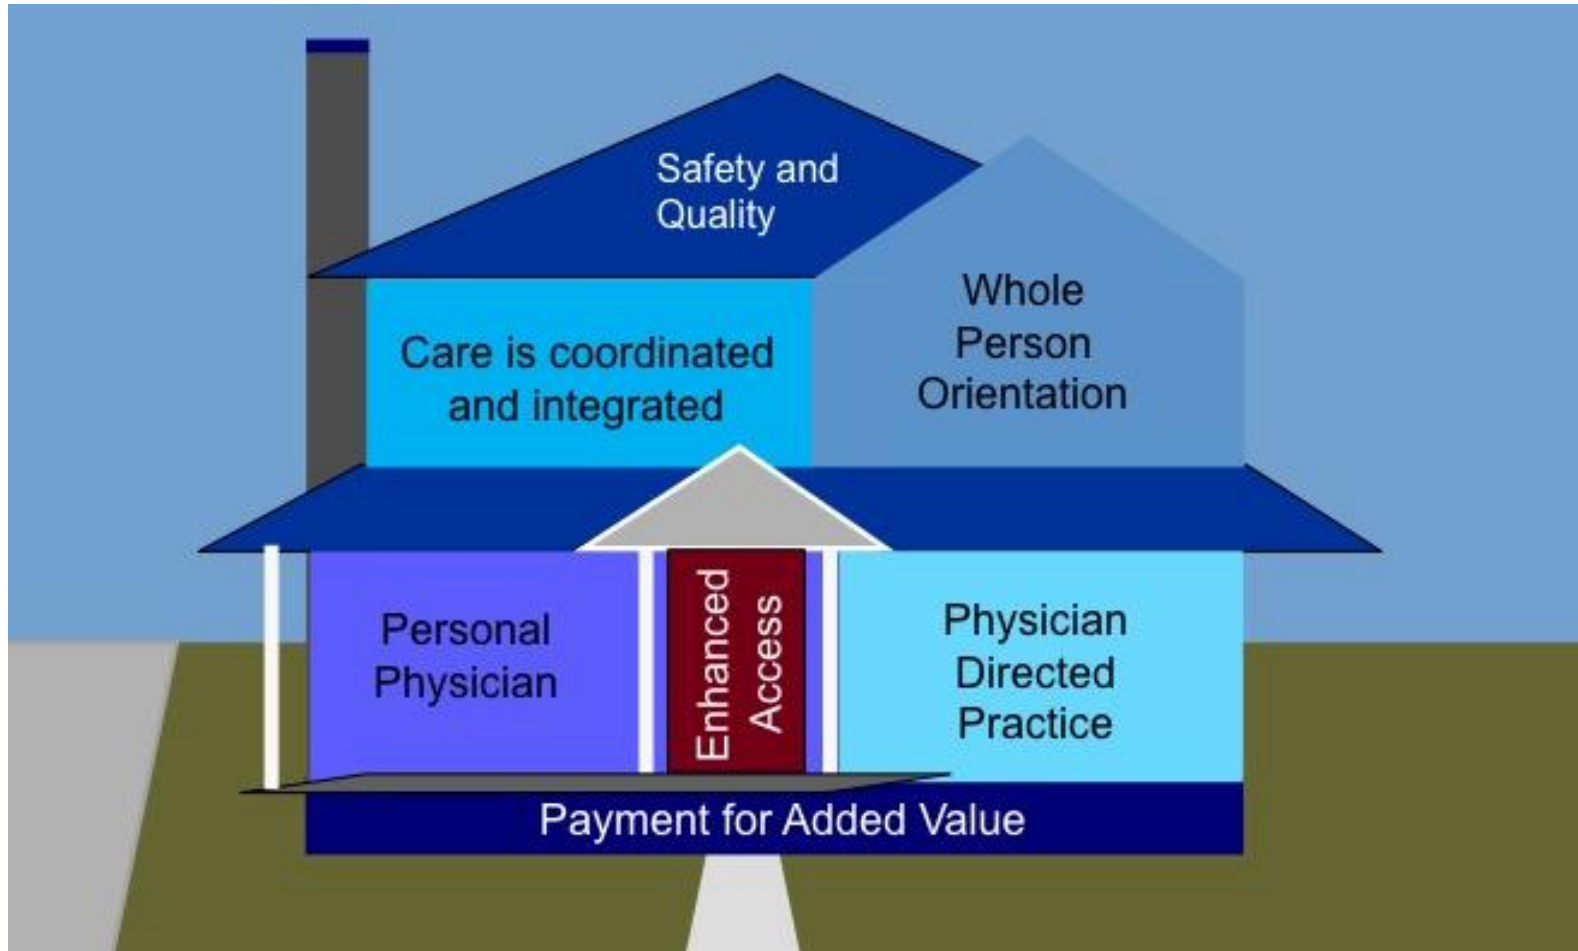 Safety and
Quality
Whole
Person
Orientation
Care is coordinated
and integrated
Personal
Physician
Enhanced
Access
Physician
Directed
Practice
Payment for Added Value